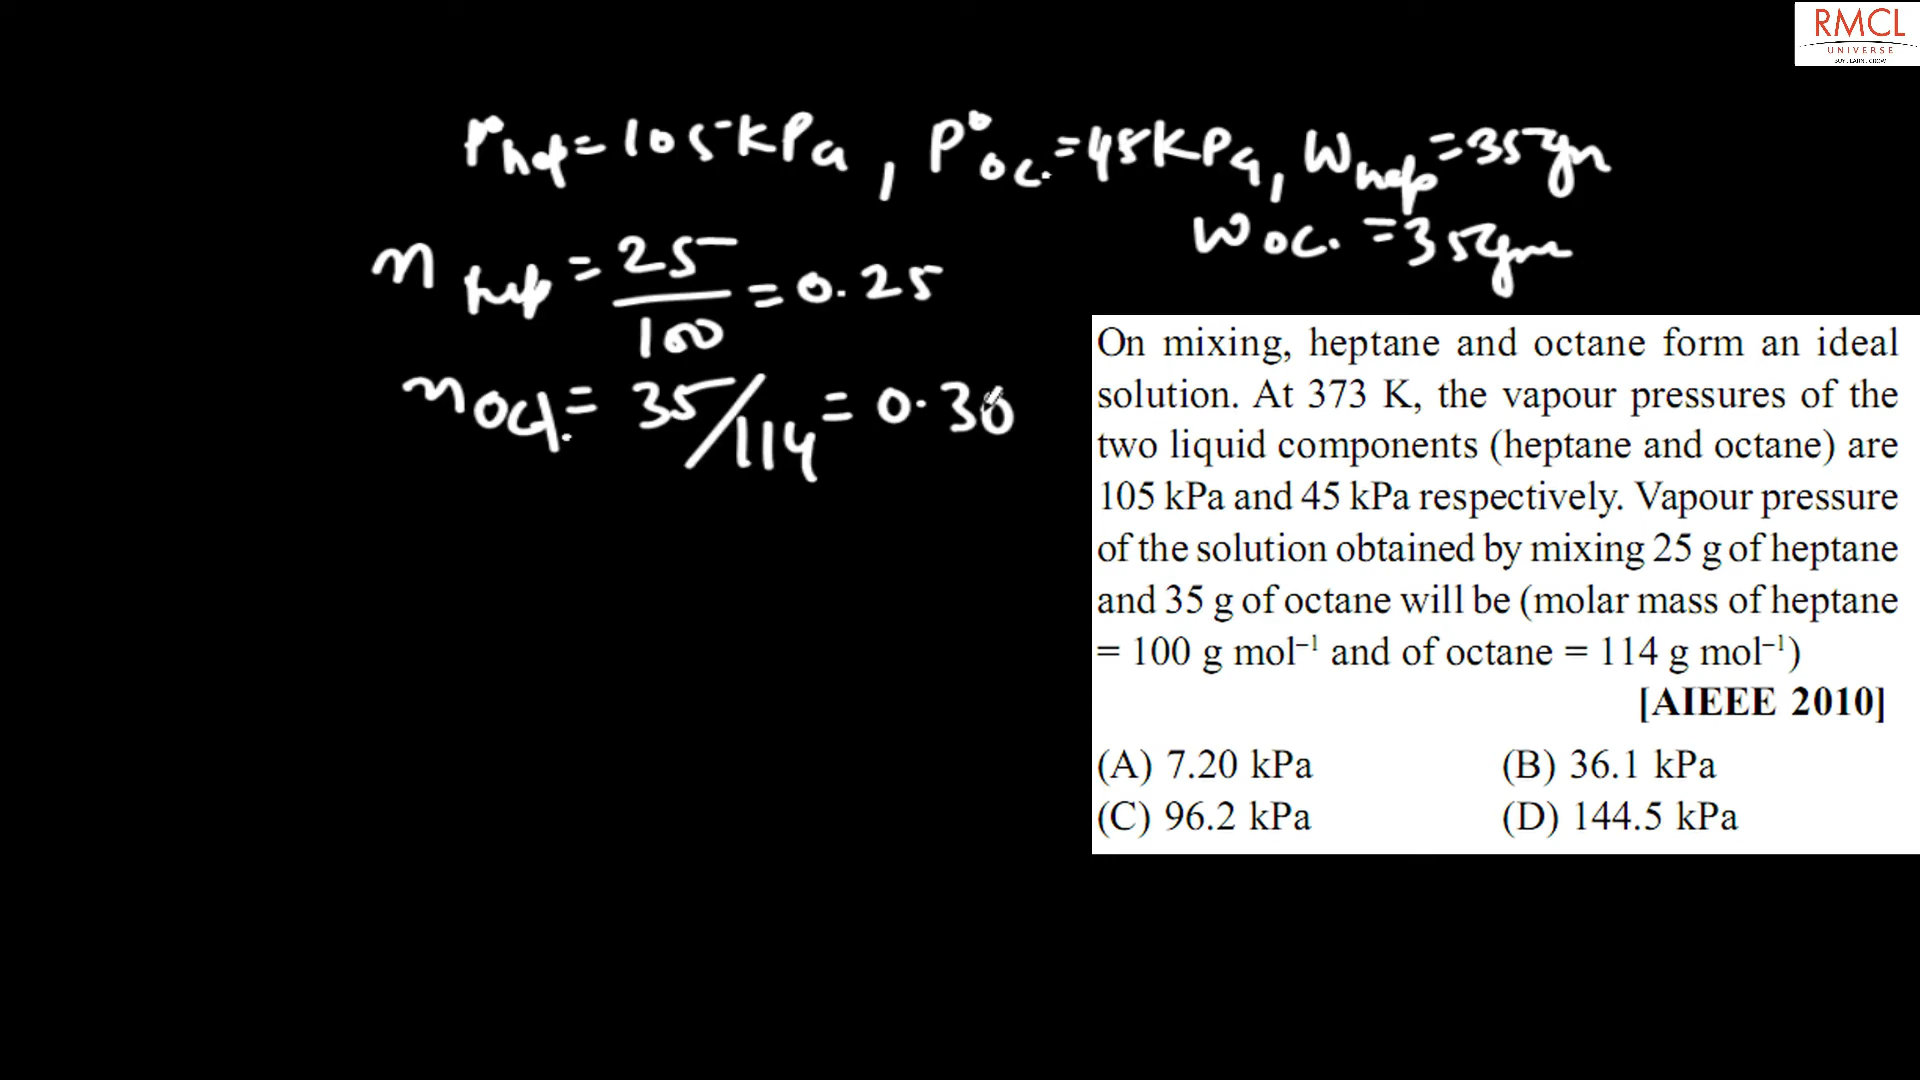 RMCL
UNIVERSE
BUY.EARN.GROW
P°hep = 105 kPa, P°oc. = 45 kPa, Whep = 35 gm
Woc. = 35 gm
nhep = 25/100 = 0.25
noct. = 35/114 = 0.30
On mixing, heptane and octane form an ideal
solution. At 373 K, the vapour pressures of the
two liquid components (heptane and octane) are
105 kPa and 45 kPa respectively. Vapour pressure
of the solution obtained by mixing 25 g of heptane
and 35 g of octane will be (molar mass of heptane
= 100 g mol⁻¹ and of octane = 114 g mol⁻¹)
[AIEEE 2010]
(A) 7.20 kPa (B) 36.1 kPa
(C) 96.2 kPa (D) 144.5 kPa